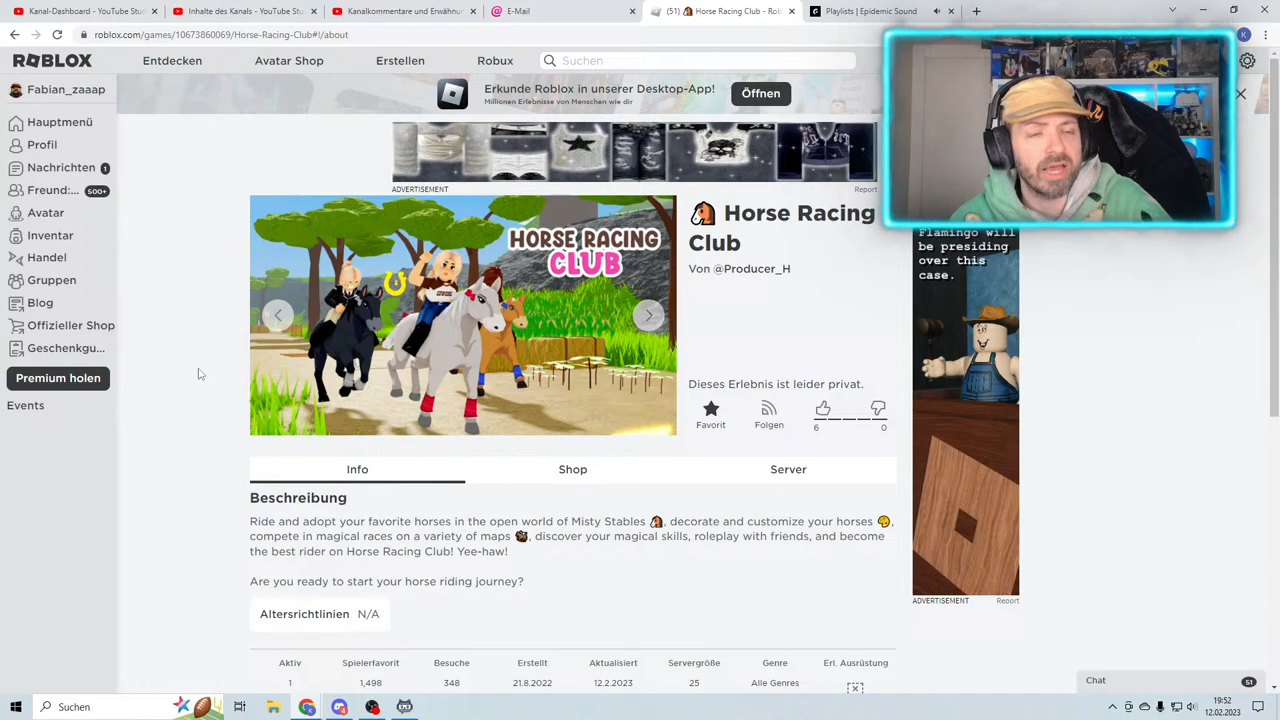 Kanal-Dashboard - YouTube Stu
Inhalte des Kanals - YouTube Stu
Kanalkommentare und Erwähnun
E-Mail
(51) Horse Racing Club - Rob
Playlists | Epidemic Sound
roblox.com/games/10673860069/Horse-Racing-Club#!/about
K
ROBLOX
Entdecken
Avatar Shop
Erstellen
Robux
Suchen
Fabian_zaaap
Hauptmenü
Profil
Nachrichten 1
Freund:... 500+
Avatar
Inventar
Handel
Gruppen
Blog
Offizieller Shop
Geschenkgu...
Premium holen
Events
Erkunde Roblox in unserer Desktop-App!
Millionen Erlebnisse von Menschen wie dir
Öffnen
ADVERTISEMENT
Report
HORSE RACING
CLUB
Horse Racing
Club
Von @Producer_H
Dieses Erlebnis ist leider privat.
Favorit
Folgen
6
0
Flamingo will
be presiding
over this
case.
ADVERTISEMENT
Report
Info
Shop
Server
Beschreibung
Ride and adopt your favorite horses in the open world of Misty Stables 🐴, decorate and customize your horses 🎨,
compete in magical races on a variety of maps 🏇, discover your magical skills, roleplay with friends, and become
the best rider on Horse Racing Club! Yee-haw!
Are you ready to start your horse riding journey?
Altersrichtlinien N/A
Aktiv
Spielerfavorit
Besuche
Erstellt
Aktualisiert
Servergröße
Genre
Erl. Ausrüstung
1
1,498
348
21.8.2022
12.2.2023
25
Alle Genres
Chat
51
Suchen
19:52
12.02.2023